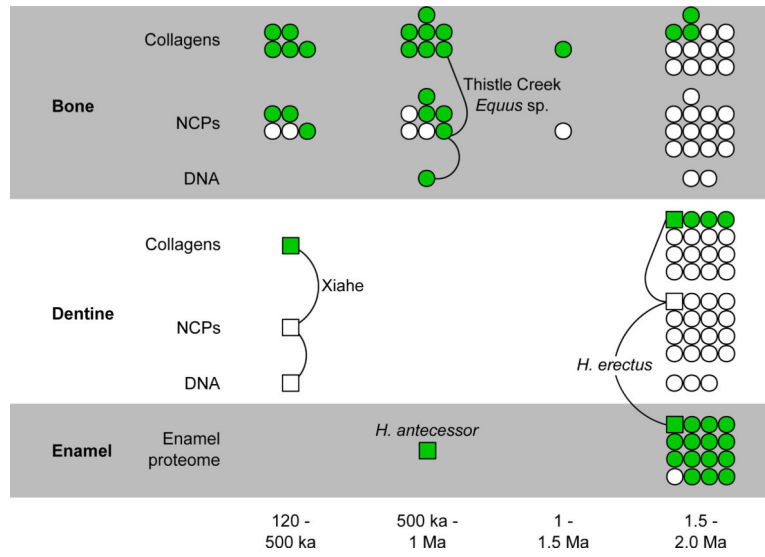 Collagens
Bone
NCPs
DNA
Thistle Creek
Equus sp.
Collagens
Xiahe
Dentine
NCPs
DNA
H. erectus
Enamel
Enamel
proteome
H. antecessor
120 -
500 ka
500 ka -
1 Ma
1 -
1.5 Ma
1.5 -
2.0 Ma